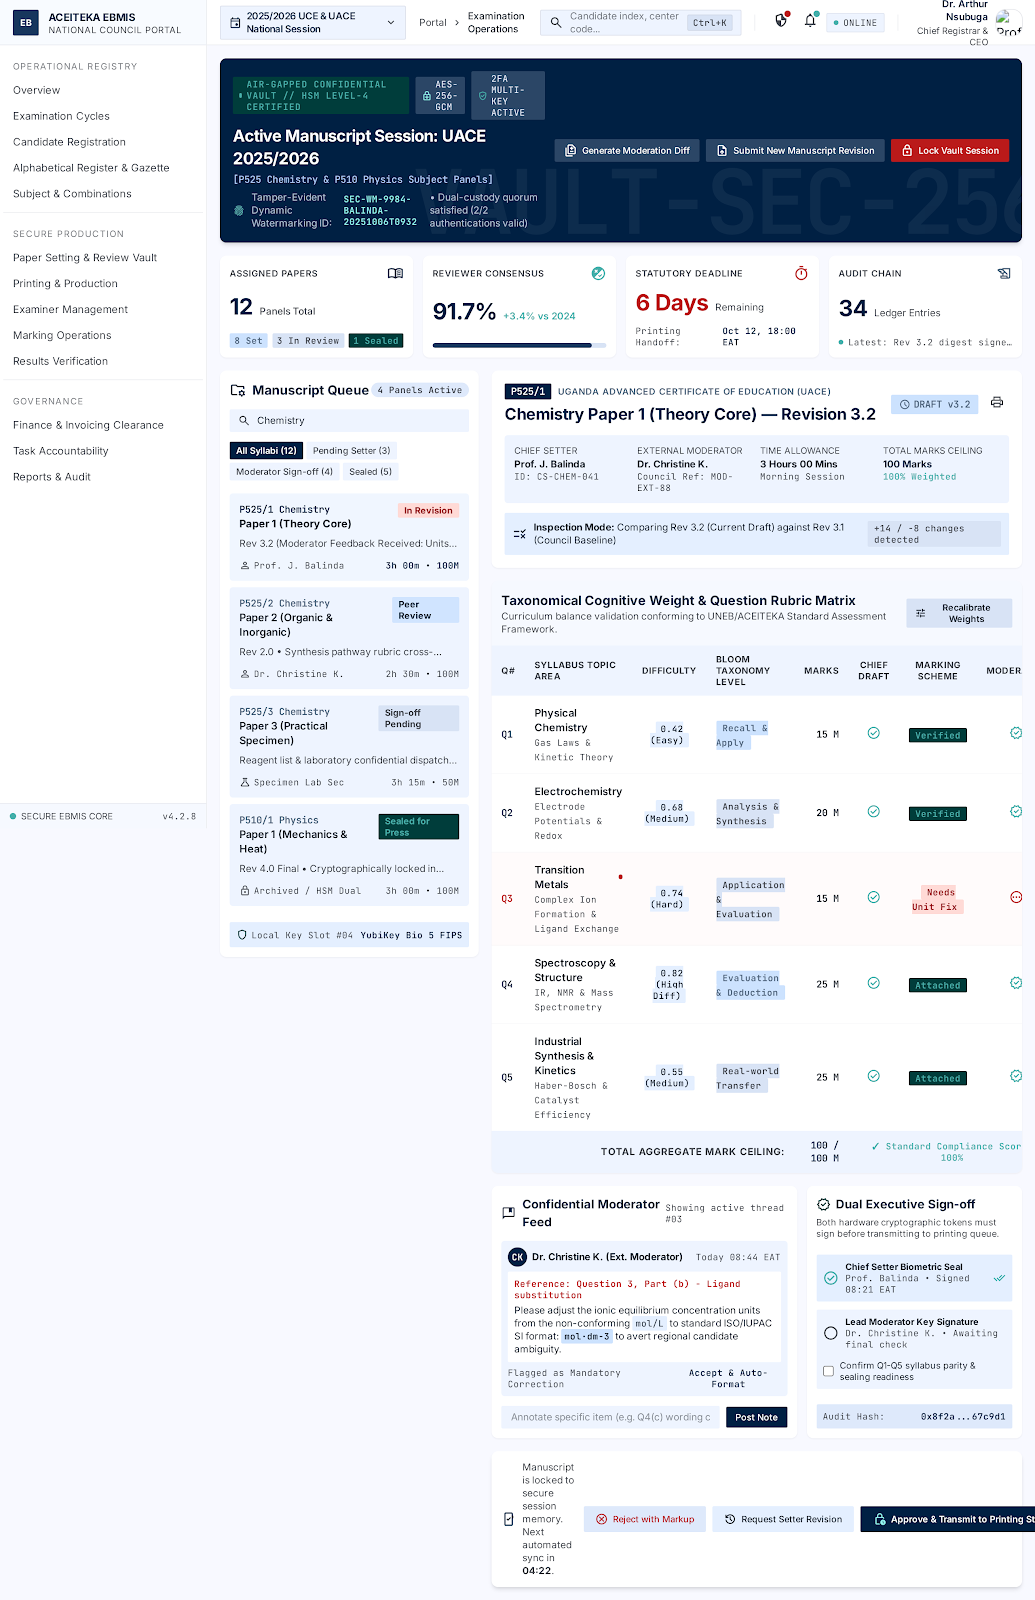 EB
ACEITEKA EBMIS
NATIONAL COUNCIL PORTAL
2025/2026 UCE & UACE
National Session
Portal
Examination
Operations
Candidate index, center
code...
Ctrl+K
ONLINE
Dr. Arthur
Nsubuga
Chief Registrar &
CEO
OPERATIONAL REGISTRY
Overview
Examination Cycles
Candidate Registration
Alphabetical Register & Gazette
Subject & Combinations
SECURE PRODUCTION
Paper Setting & Review Vault
Printing & Production
Examiner Management
Marking Operations
Results Verification
GOVERNANCE
Finance & Invoicing Clearance
Task Accountability
Reports & Audit
SECURE EBMIS CORE
v4.2.8
AIR-GAPPED CONFIDENTIAL
VAULT // HSM LEVEL-4
CERTIFIED
AES-
256-
GCM
2FA
MULTI-
KEY
ACTIVE
Active Manuscript Session: UACE
2025/2026
[P525 Chemistry & P510 Physics Subject Panels]
Tamper-Evident
Dynamic
Watermarking ID:
SEC-WM-9984-
BALINDA-
20251006T0932
• Dual-custody quorum
satisfied (2/2
authentications valid)
Generate Moderation Diff
Submit New Manuscript Revision
Lock Vault Session
VAULT-SEC-256
ASSIGNED PAPERS
12 Panels Total
8 Set
3 In Review
1 Sealed
REVIEWER CONSENSUS
91.7% +3.4% vs 2024
STATUTORY DEADLINE
6 Days Remaining
Printing
Handoff:
Oct 12, 18:00
EAT
AUDIT CHAIN
34 Ledger Entries
Latest: Rev 3.2 digest signe…
Manuscript Queue
4 Panels Active
Chemistry
All Syllabi (12)
Pending Setter (3)
Moderator Sign-off (4)
Sealed (5)
P525/1 Chemistry
In Revision
Paper 1 (Theory Core)
Rev 3.2 (Moderator Feedback Received: Units...
Prof. J. Balinda
3h 00m • 100M
P525/2 Chemistry
Peer
Review
Paper 2 (Organic &
Inorganic)
Rev 2.0 • Synthesis pathway rubric cross-...
Dr. Christine K.
2h 30m • 100M
P525/3 Chemistry
Sign-off
Pending
Paper 3 (Practical
Specimen)
Reagent list & laboratory confidential dispatch...
Specimen Lab Sec
3h 15m • 50M
P510/1 Physics
Sealed for
Press
Paper 1 (Mechanics &
Heat)
Rev 4.0 Final • Cryptographically locked in...
Archived / HSM Dual
3h 00m • 100M
Local Key Slot #04
YubiKey Bio 5 FIPS
P525/1
UGANDA ADVANCED CERTIFICATE OF EDUCATION (UACE)
Chemistry Paper 1 (Theory Core) — Revision 3.2
DRAFT v3.2
CHIEF SETTER
Prof. J. Balinda
ID: CS-CHEM-041
EXTERNAL MODERATOR
Dr. Christine K.
Council Ref: MOD-
EXT-88
TIME ALLOWANCE
3 Hours 00 Mins
Morning Session
TOTAL MARKS CEILING
100 Marks
100% Weighted
Inspection Mode: Comparing Rev 3.2 (Current Draft) against Rev 3.1
(Council Baseline)
+14 / -8 changes
detected
Taxonomical Cognitive Weight & Question Rubric Matrix
Curriculum balance validation conforming to UNEB/ACEITEKA Standard Assessment
Framework.
Recalibrate
Weights
Q#
SYLLABUS TOPIC
AREA
DIFFICULTY
BLOOM
TAXONOMY
LEVEL
MARKS
CHIEF
DRAFT
MARKING
SCHEME
MODER
Q1
Physical
Chemistry
Gas Laws &
Kinetic Theory
0.42
(Easy)
Recall &
Apply
15 M
Verified
Q2
Electrochemistry
Electrode
Potentials &
Redox
0.68
(Medium)
Analysis &
Synthesis
20 M
Verified
Q3
Transition
Metals
Complex Ion
Formation &
Ligand Exchange
0.74
(Hard)
Application
&
Evaluation
15 M
Needs
Unit Fix
Q4
Spectroscopy &
Structure
IR, NMR & Mass
Spectrometry
0.82
(High
Diff)
Evaluation
& Deduction
25 M
Attached
Q5
Industrial
Synthesis &
Kinetics
Haber-Bosch &
Catalyst
Efficiency
0.55
(Medium)
Real-world
Transfer
25 M
Attached
TOTAL AGGREGATE MARK CEILING:
100 /
100 M
✓ Standard Compliance Scor
100%
Confidential Moderator
Feed
Showing active thread
#03
CK
Dr. Christine K. (Ext. Moderator)
Today 08:44 EAT
Reference: Question 3, Part (b) - Ligand
substitution
Please adjust the ionic equilibrium concentration units
from the non-conforming mol/L to standard ISO/IUPAC
SI format: mol·dm-3 to avert regional candidate
ambiguity.
Flagged as Mandatory
Correction
Accept & Auto-
Format
Annotate specific item (e.g. Q4(c) wording c
Post Note
Dual Executive Sign-off
Both hardware cryptographic tokens must
sign before transmitting to printing queue.
Chief Setter Biometric Seal
Prof. Balinda • Signed
08:21 EAT
Lead Moderator Key Signature
Dr. Christine K. • Awaiting
final check
Confirm Q1-Q5 syllabus parity &
sealing readiness
Audit Hash:
0x8f2a...67c9d1
Manuscript
is locked to
secure
session
memory.
Next
automated
sync in
04:22.
Reject with Markup
Request Setter Revision
Approve & Transmit to Printing St